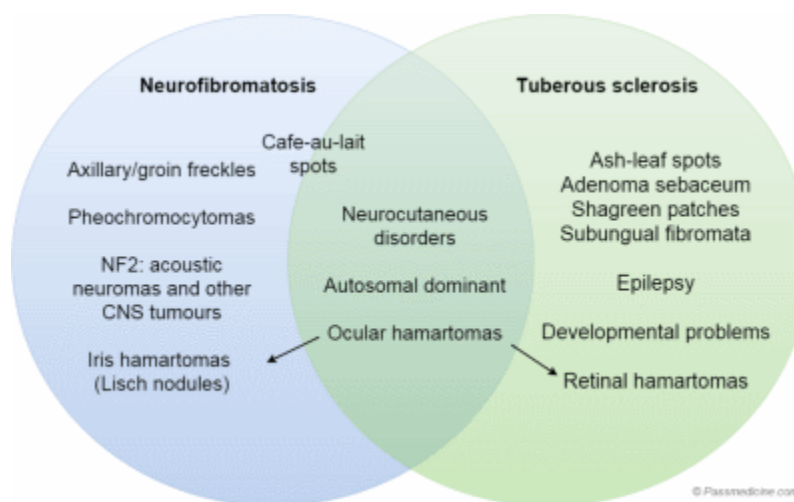 Neurofibromatosis
Tuberous sclerosis
Cafe-au-lait
spots
Axillary/groin freckles
Pheochromocytomas
NF2: acoustic
neuromas and other
CNS tumours
Iris hamartomas
(Lisch nodules)
Neurocutaneous
disorders
Autosomal dominant
Ocular hamartomas
Ash-leaf spots
Adenoma sebaceum
Shagreen patches
Subungual fibromata
Epilepsy
Developmental problems
Retinal hamartomas
© Passmedicine.com